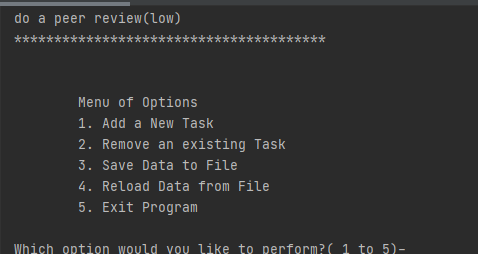 do a peer review(low)
***************************************
Menu of Options
1. Add a New Task
2. Remove an existing Task
3. Save Data to File
4. Reload Data from File
5. Exit Program
Which option would you like to perform?( 1 to 5)-